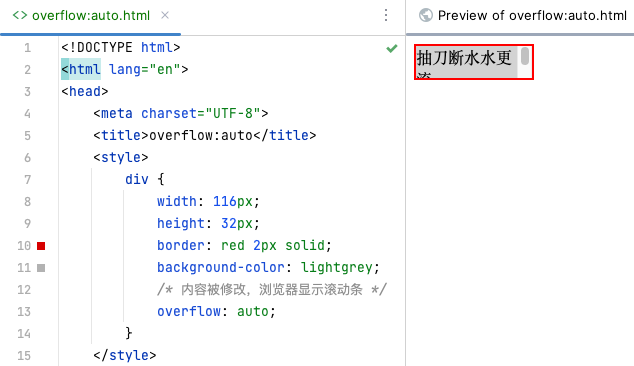 overflow:auto.html
Preview of overflow:auto.html
1 <!DOCTYPE html>
2 <html lang="en">
3 <head>
4 <meta charset="UTF-8">
5 <title>overflow:auto</title>
6 <style>
7 div {
8 width: 116px;
9 height: 32px;
10 border: red 2px solid;
11 background-color: lightgrey;
12 /* 内容被修改，浏览器显示滚动条 */
13 overflow: auto;
14 }
15 </style>
抽刀断水水更